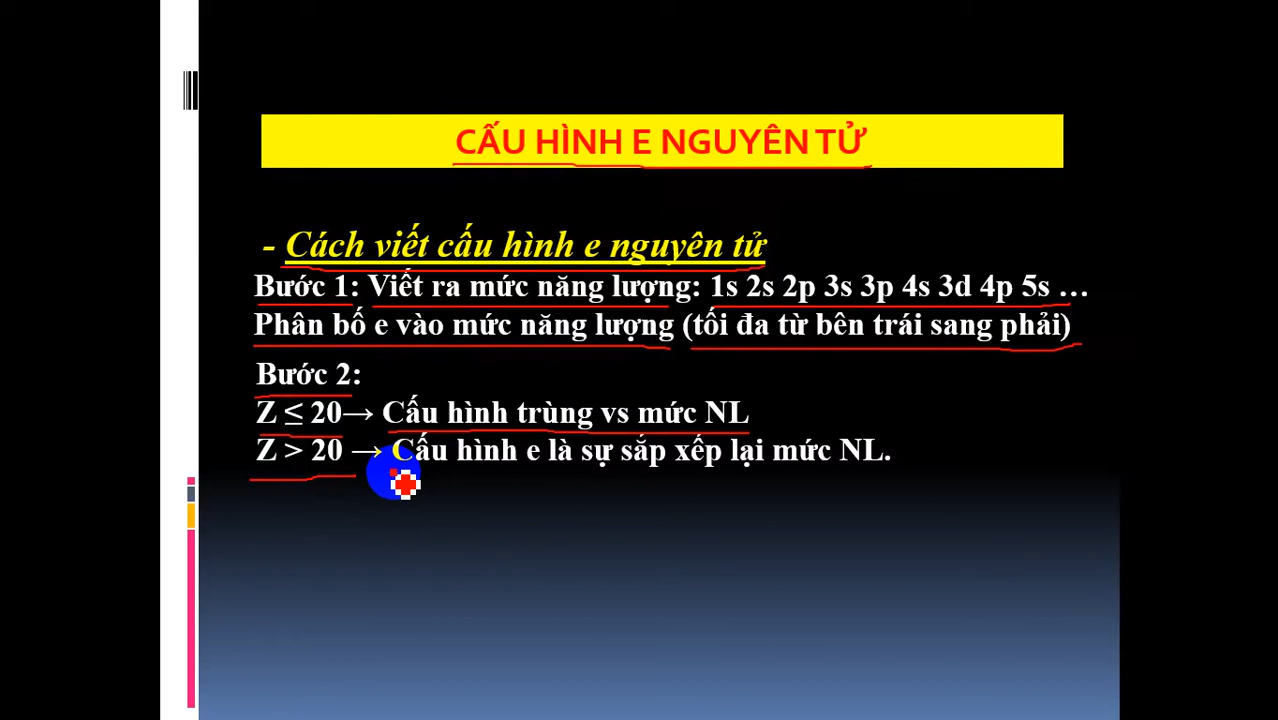 CẤU HÌNH E NGUYÊN TỬ
- Cách viết cấu hình e nguyên tử
Bước 1: Viết ra mức năng lượng: 1s 2s 2p 3s 3p 4s 3d 4p 5s …
Phân bố e vào mức năng lượng (tối đa từ bên trái sang phải)
Bước 2:
Z ≤ 20→ Cấu hình trùng vs mức NL
Z > 20 → Cấu hình e là sự sắp xếp lại mức NL.